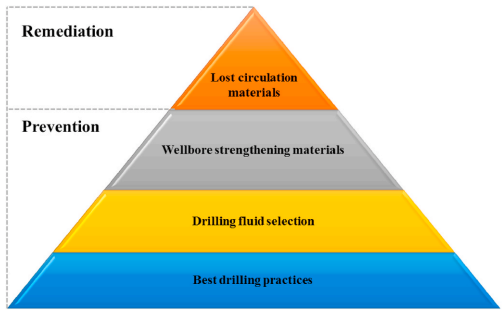 Remediation
Lost circulation
materials
Prevention
Wellbore strengthening materials
Drilling fluid selection
Best drilling practices